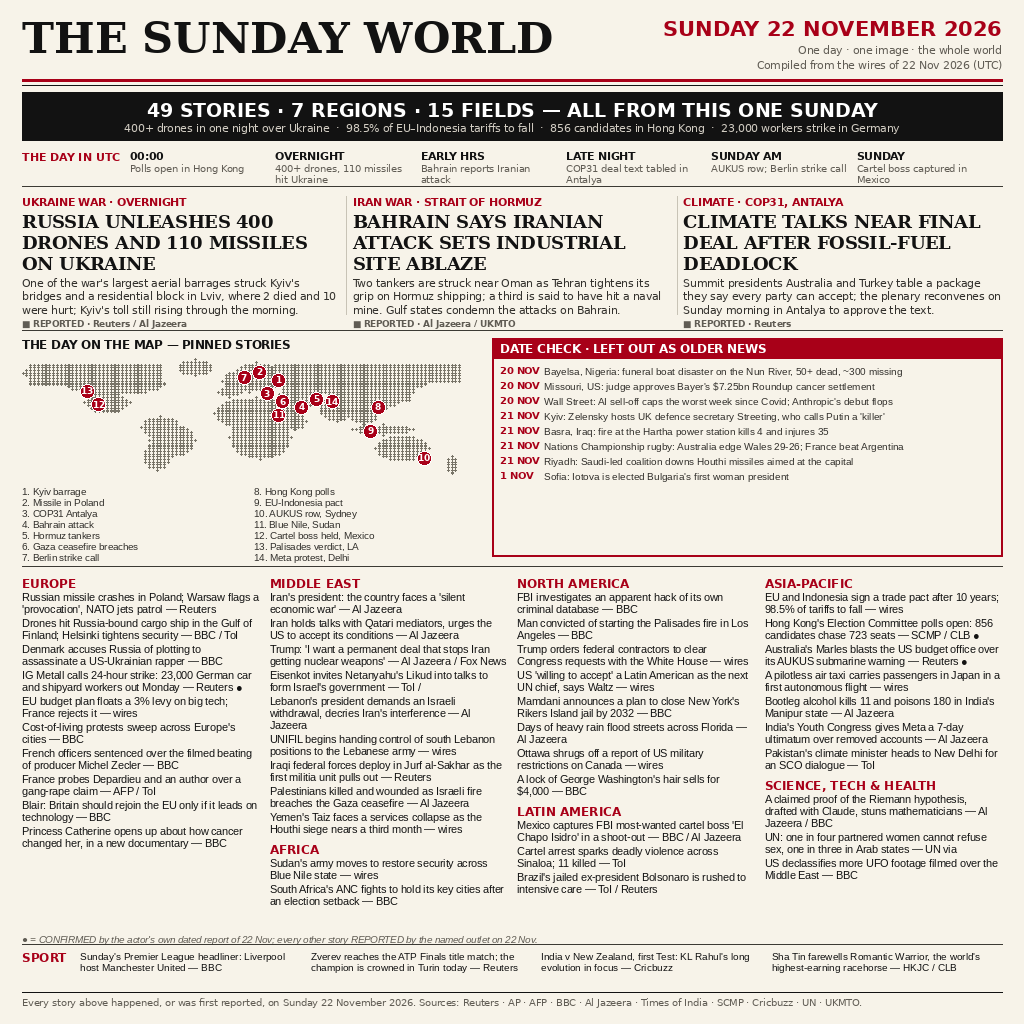 THE SUNDAY WORLD
SUNDAY 22 NOVEMBER 2026
One day · one image · the whole world
Compiled from the wires of 22 Nov 2026 (UTC)
49 STORIES · 7 REGIONS · 15 FIELDS — ALL FROM THIS ONE SUNDAY
400+ drones in one night over Ukraine · 98.5% of EU–Indonesia tariffs to fall · 856 candidates in Hong Kong · 23,000 workers strike in Germany
THE DAY IN UTC
00:00
Polls open in Hong Kong
OVERNIGHT
400+ drones, 110 missiles
hit Ukraine
EARLY HRS
Bahrain reports Iranian
attack
LATE NIGHT
COP31 deal text tabled in
Antalya
SUNDAY AM
AUKUS row; Berlin strike call
SUNDAY
Cartel boss captured in
Mexico
UKRAINE WAR · OVERNIGHT
RUSSIA UNLEASHES 400
DRONES AND 110 MISSILES
ON UKRAINE
One of the war's largest aerial barrages struck Kyiv's
bridges and a residential block in Lviv, where 2 died and 10
were hurt; Kyiv's toll still rising through the morning.
■ REPORTED · Reuters / Al Jazeera
IRAN WAR · STRAIT OF HORMUZ
BAHRAIN SAYS IRANIAN
ATTACK SETS INDUSTRIAL
SITE ABLAZE
Two tankers are struck near Oman as Tehran tightens its
grip on Hormuz shipping; a third is said to have hit a naval
mine. Gulf states condemn the attacks on Bahrain.
■ REPORTED · Al Jazeera / UKMTO
CLIMATE · COP31, ANTALYA
CLIMATE TALKS NEAR FINAL
DEAL AFTER FOSSIL-FUEL
DEADLOCK
Summit presidents Australia and Turkey table a package
they say every party can accept; the plenary reconvenes on
Sunday morning in Antalya to approve the text.
■ REPORTED · Reuters
THE DAY ON THE MAP — PINNED STORIES
1
2
3
4
5
6
7
8
9
10
11
12
13
14
1. Kyiv barrage
2. Missile in Poland
3. COP31 Antalya
4. Bahrain attack
5. Hormuz tankers
6. Gaza ceasefire breaches
7. Berlin strike call
8. Hong Kong polls
9. EU-Indonesia pact
10. AUKUS row, Sydney
11. Blue Nile, Sudan
12. Cartel boss held, Mexico
13. Palisades verdict, LA
14. Meta protest, Delhi
DATE CHECK · LEFT OUT AS OLDER NEWS
20 NOV Bayelsa, Nigeria: funeral boat disaster on the Nun River, 50+ dead, ~300 missing
20 NOV Missouri, US: judge approves Bayer's $7.25bn Roundup cancer settlement
20 NOV Wall Street: AI sell-off caps the worst week since Covid; Anthropic's debut flops
21 NOV Kyiv: Zelensky hosts UK defence secretary Streeting, who calls Putin a 'killer'
21 NOV Basra, Iraq: fire at the Hartha power station kills 4 and injures 35
21 NOV Nations Championship rugby: Australia edge Wales 29-26; France beat Argentina
21 NOV Riyadh: Saudi-led coalition downs Houthi missiles aimed at the capital
1 NOV Sofia: Iotova is elected Bulgaria's first woman president
EUROPE
Russian missile crashes in Poland; Warsaw flags a
'provocation', NATO jets patrol — Reuters
Drones hit Russia-bound cargo ship in the Gulf of
Finland; Helsinki tightens security — BBC / ToI
Denmark accuses Russia of plotting to
assassinate a US-Ukrainian rapper — BBC
IG Metall calls 24-hour strike: 23,000 German car
and shipyard workers out Monday — Reuters ●
EU budget plan floats a 3% levy on big tech;
France rejects it — wires
Cost-of-living protests sweep across Europe's
cities — BBC
French officers sentenced over the filmed beating
of producer Michel Zecler — BBC
France probes Depardieu and an author over a
gang-rape claim — AFP / ToI
Blair: Britain should rejoin the EU only if it leads on
technology — BBC
Princess Catherine opens up about how cancer
changed her, in a new documentary — BBC
MIDDLE EAST
Iran's president: the country faces a 'silent
economic war' — Al Jazeera
Iran holds talks with Qatari mediators, urges the
US to accept its conditions — Al Jazeera
Trump: 'I want a permanent deal that stops Iran
getting nuclear weapons' — Al Jazeera / Fox News
Eisenkot invites Netanyahu's Likud into talks to
form Israel's government — ToI /
Lebanon's president demands an Israeli
withdrawal, decries Iran's interference — Al
Jazeera
UNIFIL begins handing control of south Lebanon
positions to the Lebanese army — wires
Iraqi federal forces deploy in Jurf al-Sakhar as the
first militia unit pulls out — Reuters
Palestinians killed and wounded as Israeli fire
breaches the Gaza ceasefire — Al Jazeera
Yemen's Taiz faces a services collapse as the
Houthi siege nears a third month — wires
AFRICA
Sudan's army moves to restore security across
Blue Nile state — wires
South Africa's ANC fights to hold its key cities after
an election setback — BBC
NORTH AMERICA
FBI investigates an apparent hack of its own
criminal database — BBC
Man convicted of starting the Palisades fire in Los
Angeles — BBC
Trump orders federal contractors to clear
Congress requests with the White House — wires
US 'willing to accept' a Latin American as the next
UN chief, says Waltz — wires
Mamdani announces a plan to close New York's
Rikers Island jail by 2032 — BBC
Days of heavy rain flood streets across Florida —
Al Jazeera
Ottawa shrugs off a report of US military
restrictions on Canada — wires
A lock of George Washington's hair sells for
$4,000 — BBC
LATIN AMERICA
Mexico captures FBI most-wanted cartel boss 'El
Chapo Isidro' in a shoot-out — BBC / Al Jazeera
Cartel arrest sparks deadly violence across
Sinaloa; 11 killed — ToI
Brazil's jailed ex-president Bolsonaro is rushed to
intensive care — ToI / Reuters
ASIA-PACIFIC
EU and Indonesia sign a trade pact after 10 years;
98.5% of tariffs to fall — wires
Hong Kong's Election Committee polls open: 856
candidates chase 723 seats — SCMP / CLB ●
Australia's Marles blasts the US budget office over
its AUKUS submarine warning — Reuters ●
A pilotless air taxi carries passengers in Japan in a
first autonomous flight — wires
Bootleg alcohol kills 11 and poisons 180 in India's
Manipur state — Al Jazeera
India's Youth Congress gives Meta a 7-day
ultimatum over removed accounts — Al Jazeera
Pakistan's climate minister heads to New Delhi for
an SCO dialogue — ToI
SCIENCE, TECH & HEALTH
A claimed proof of the Riemann hypothesis,
drafted with Claude, stuns mathematicians — Al
Jazeera / BBC
UN: one in four partnered women cannot refuse
sex, one in three in Arab states — UN via
US declassifies more UFO footage filmed over the
Middle East — BBC
● = CONFIRMED by the actor's own dated report of 22 Nov; every other story REPORTED by the named outlet on 22 Nov.
SPORT
Sunday's Premier League headliner: Liverpool
host Manchester United — BBC
Zverev reaches the ATP Finals title match; the
champion is crowned in Turin today — Reuters
India v New Zealand, first Test: KL Rahul's long
evolution in focus — Cricbuzz
Sha Tin farewells Romantic Warrior, the world's
highest-earning racehorse — HKJC / CLB
Every story above happened, or was first reported, on Sunday 22 November 2026. Sources: Reuters · AP · AFP · BBC · Al Jazeera · Times of India · SCMP · Cricbuzz · UN · UKMTO.